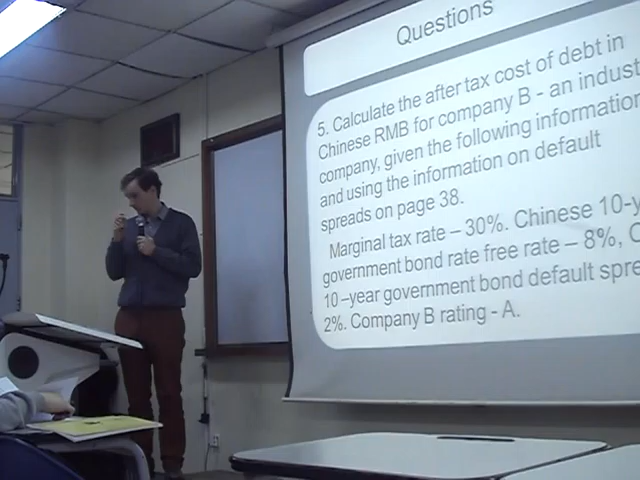 Questions
5. Calculate the after tax cost of debt in
Chinese RMB for company B - an indust
company, given the following information
and using the information on default
spreads on page 38.
Marginal tax rate – 30%. Chinese 10-y
government bond rate free rate – 8%, C
10 –year government bond default spre
2%. Company B rating - A.